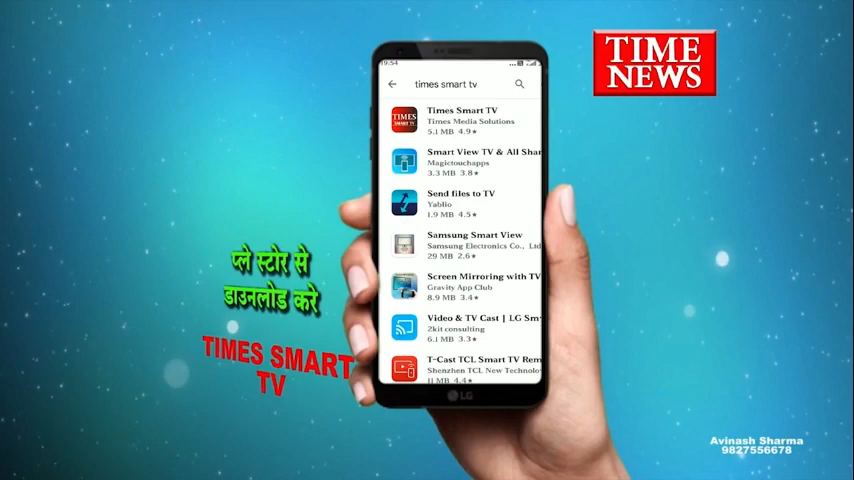 19:54
times smart tv
Times Smart TV
Times Media Solutions
5.1 MB 4.9★
Smart View TV & All Shar
Magictouchapps
3.3 MB 3.8★
Send files to TV
Yablio
1.9 MB 4.5★
Samsung Smart View
Samsung Electronics Co., Ltd
29 MB 2.6★
Screen Mirroring with TV
Gravity App Club
8.9 MB 3.4★
Video & TV Cast | LG Sm
2kit consulting
6.1 MB 3.3★
T-Cast TCL Smart TV Rem
Shenzhen TCL New Technolo
11 MB 4.4★
LG
TIMES
SMART TV
TIME
NEWS
प्ले स्टोर से
डाउनलोड करे
TIMES SMART
TV
Avinash Sharma
9827556678